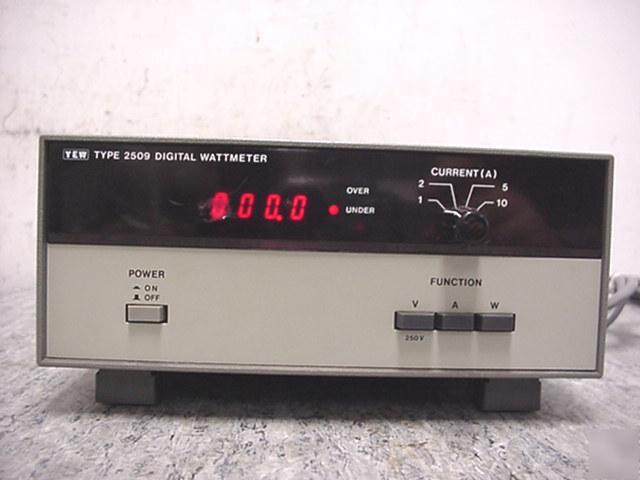 YEW TYPE 2509 DIGITAL WATTMETER
CURRENT (A)
2 5
1 10
000.0
OVER
UNDER
POWER
ON
OFF
FUNCTION
V A W
250V